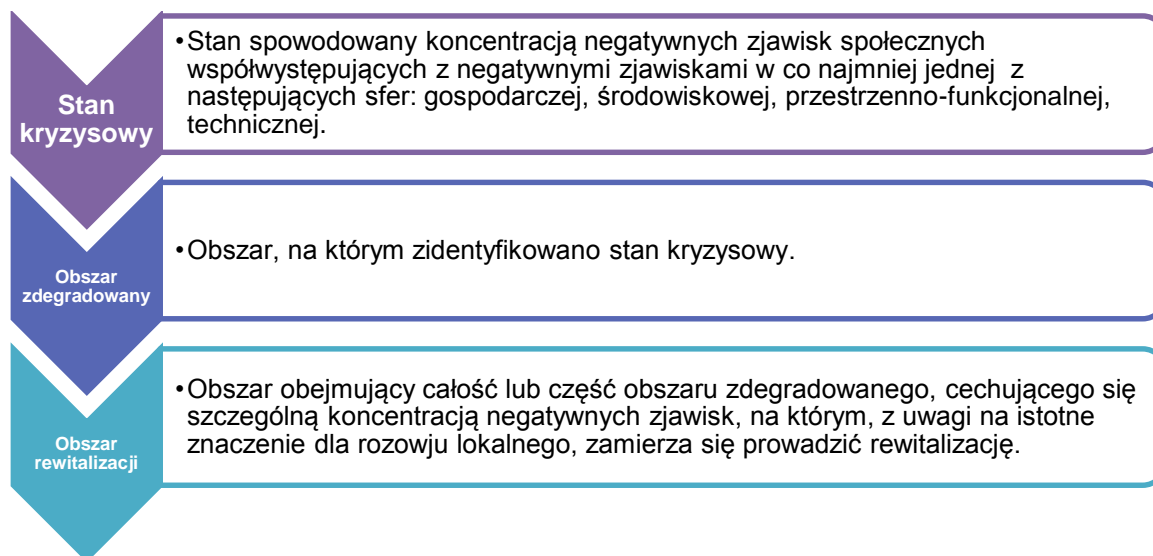 Stan
kryzysowy
•Stan spowodowany koncentracją negatywnych zjawisk społecznych
współwystępujących z negatywnymi zjawiskami w co najmniej jednej z
następujących sfer: gospodarczej, środowiskowej, przestrzenno-funkcjonalnej,
technicznej.
Obszar
zdegradowany
•Obszar, na którym zidentyfikowano stan kryzysowy.
Obszar
rewitalizacji
•Obszar obejmujący całość lub część obszaru zdegradowanego, cechującego się
szczególną koncentracją negatywnych zjawisk, na którym, z uwagi na istotne
znaczenie dla rozowju lokalnego, zamierza się prowadzić rewitalizację.